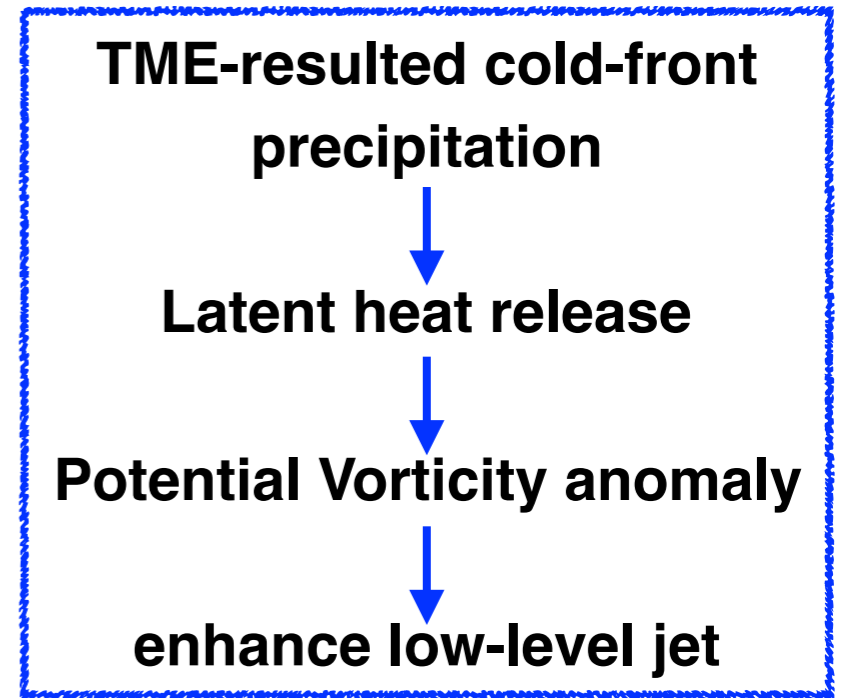 TME-resulted cold-front
precipitation
Latent heat release
Potential Vorticity anomaly
enhance low-level jet